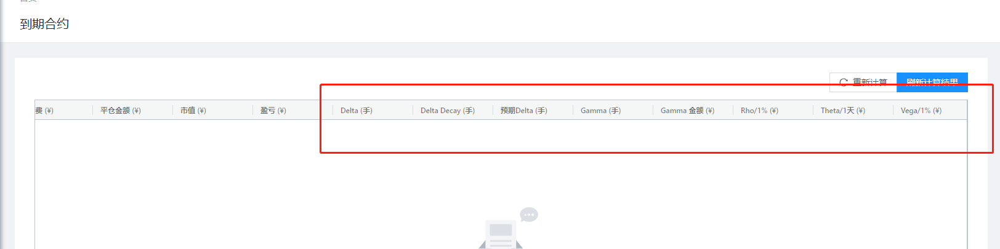 到期合约
重新计算 刷新计算结果
费 (¥) 平仓金额 (¥) 市值 (¥) 盈亏 (¥) Delta (手) Delta Decay (手) 预期Delta (手) Gamma (手) Gamma 金额 (¥) Rho/1% (¥) Theta/1天 (¥) Vega/1% (¥)